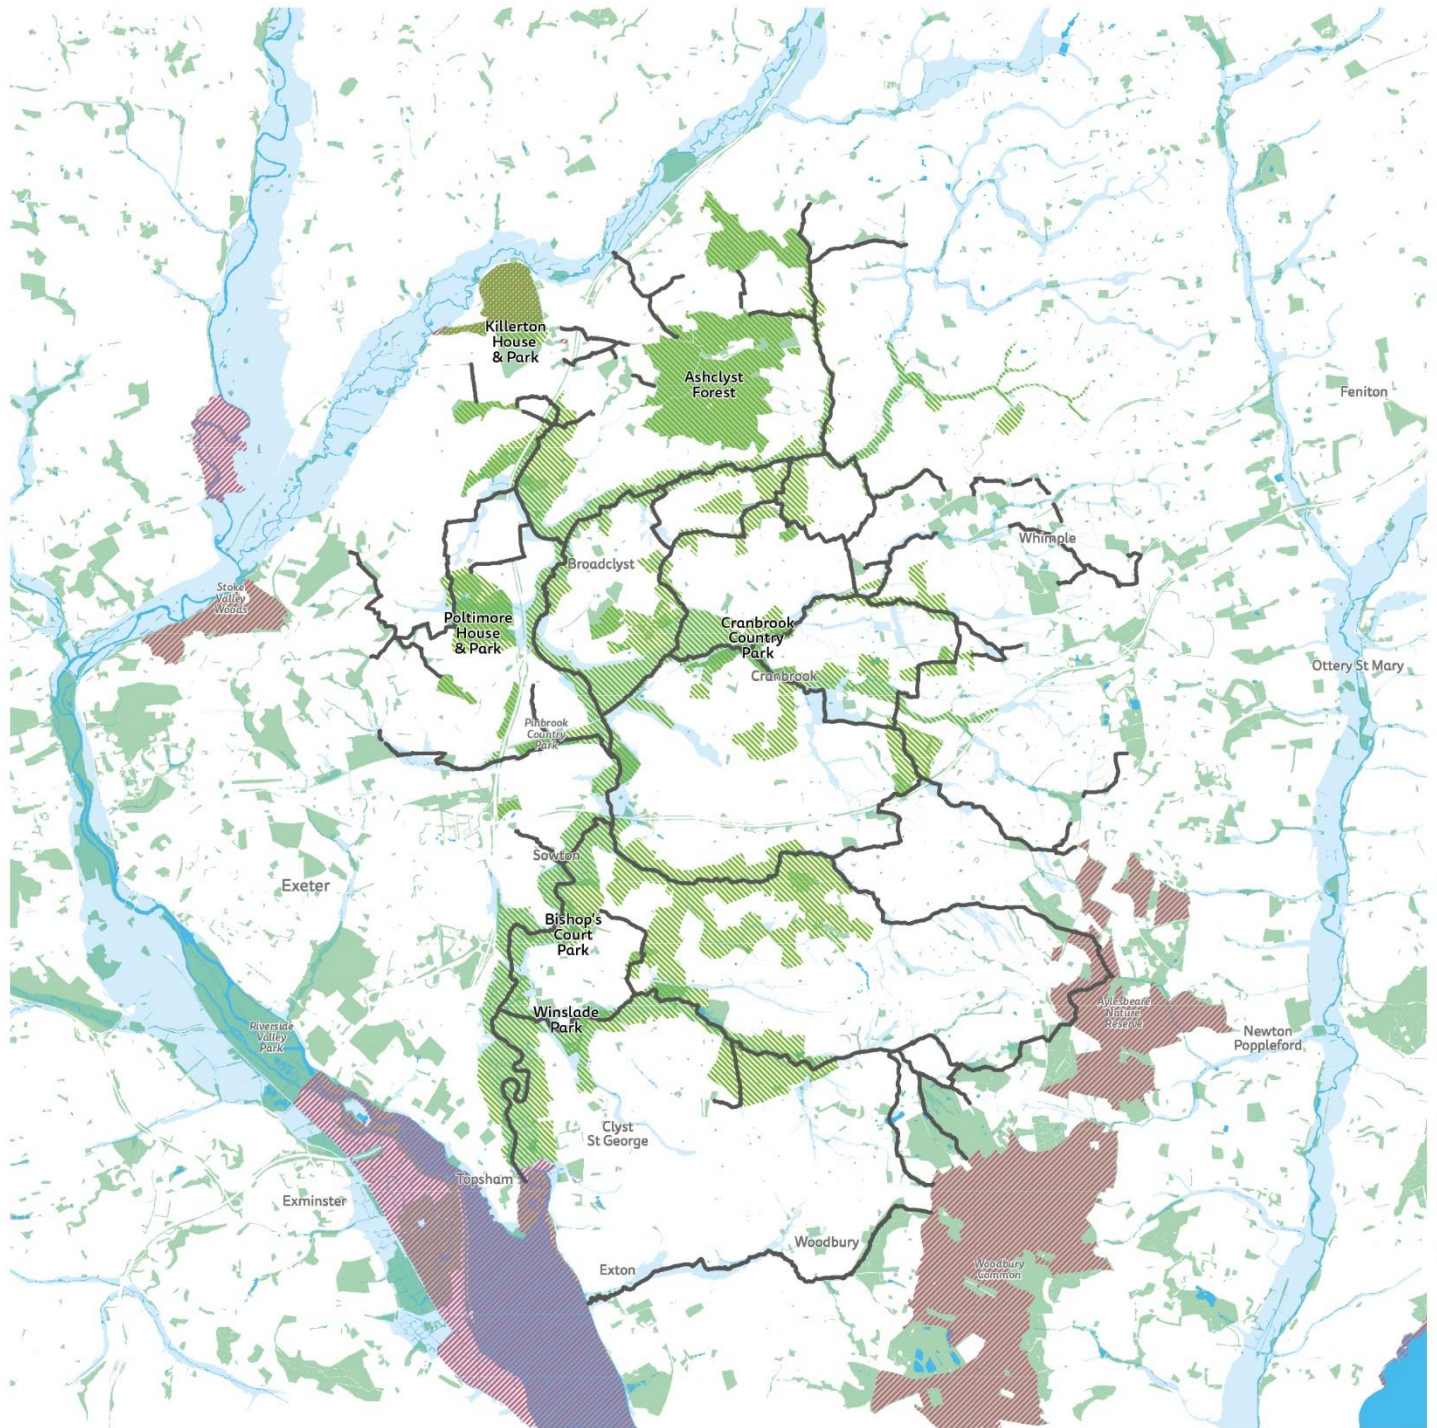 Killerton
House
& Park
Ashclyst
Forest
Feniton
Whimple
Broadclyst
Stoke
Valley
Woods
Poltimore
House
& Park
Cranbrook
Country
Park
Cranbrook
Ottery St Mary
Pinbrook
Country
Park
Sowton
Exeter
Bishop's
Court
Park
Winslade
Park
Aylesbeare
Nature
Reserve
Riverside
Valley
Park
Newton
Poppleford
Clyst
St George
Topsham
Exminster
Woodbury
Exton
Woodbury
Common